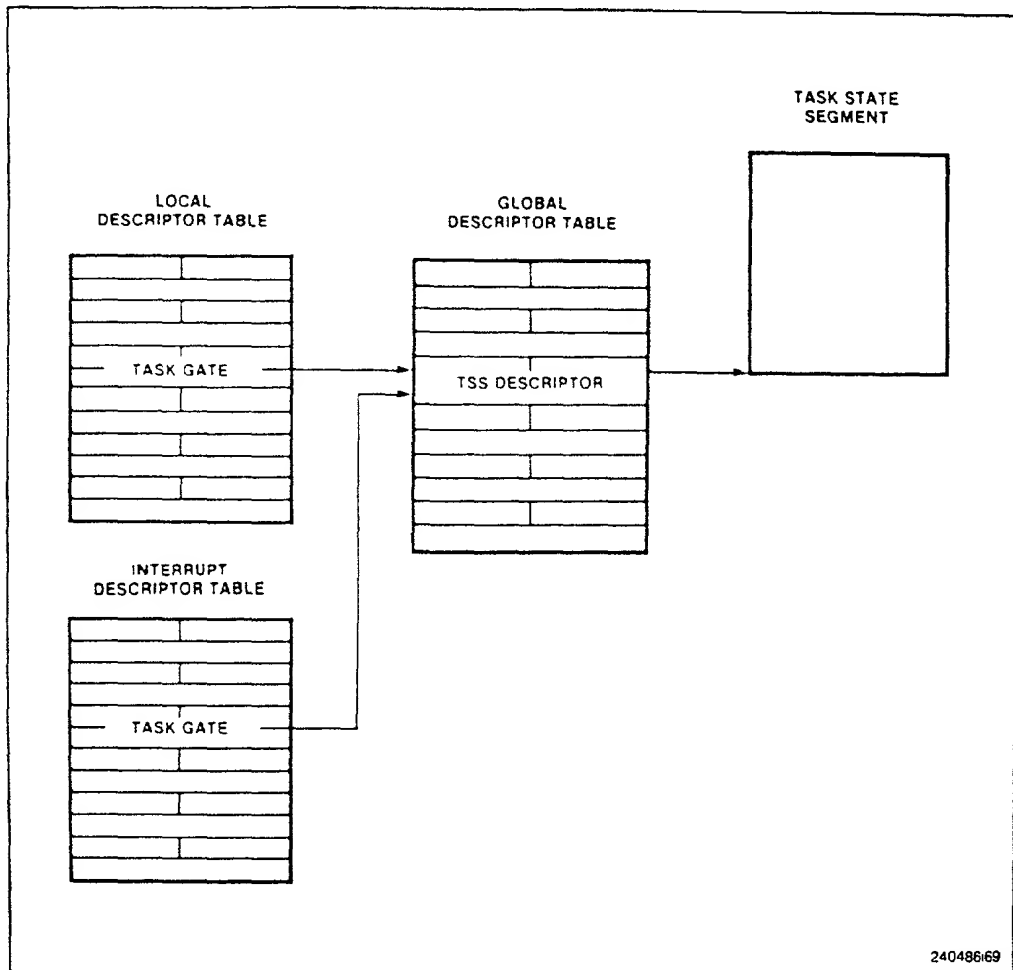 TASK STATE
SEGMENT
LOCAL
DESCRIPTOR TABLE
GLOBAL
DESCRIPTOR TABLE
TASK GATE
TSS DESCRIPTOR
INTERRUPT
DESCRIPTOR TABLE
TASK GATE
240486i69